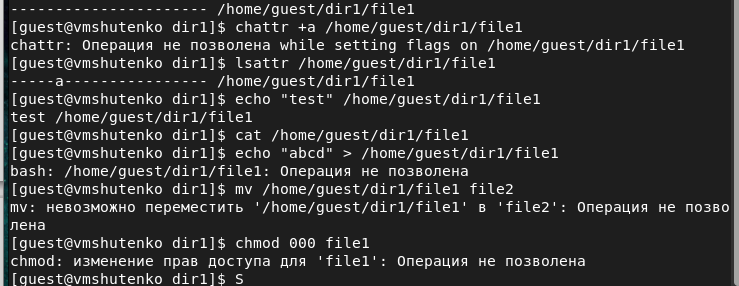 ---------------------- /home/guest/dir1/file1
[guest@vmshutenko dir1]$ chattr +a /home/guest/dir1/file1
chattr: Операция не позволена while setting flags on /home/guest/dir1/file1
[guest@vmshutenko dir1]$ lsattr /home/guest/dir1/file1
-----a---------------- /home/guest/dir1/file1
[guest@vmshutenko dir1]$ echo "test" /home/guest/dir1/file1
test /home/guest/dir1/file1
[guest@vmshutenko dir1]$ cat /home/guest/dir1/file1
[guest@vmshutenko dir1]$ echo "abcd" > /home/guest/dir1/file1
bash: /home/guest/dir1/file1: Операция не позволена
[guest@vmshutenko dir1]$ mv /home/guest/dir1/file1 file2
mv: невозможно переместить '/home/guest/dir1/file1' в 'file2': Операция не позво
лена
[guest@vmshutenko dir1]$ chmod 000 file1
chmod: изменение прав доступа для 'file1': Операция не позволена
[guest@vmshutenko dir1]$ S